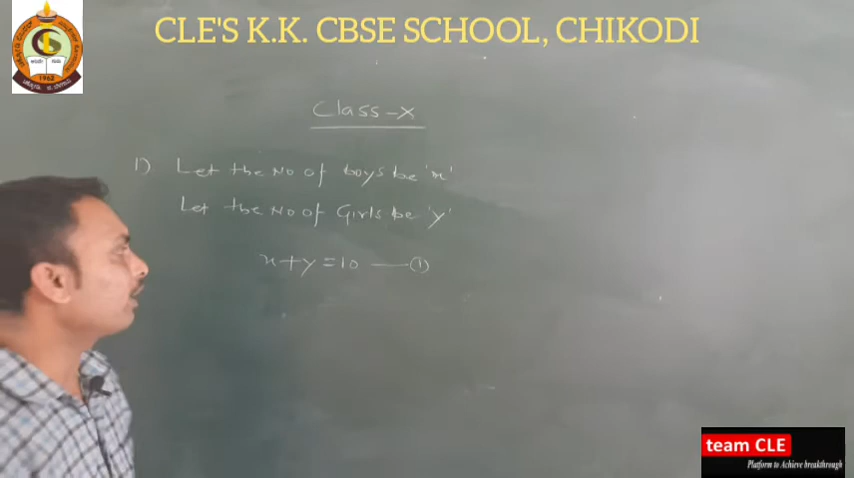 CLE'S K.K. CBSE SCHOOL, CHIKODI
1962
Class-X
1) Let the No of boys be 'x'
Let the No of Girls be 'y'
x+y=10 —①
team CLE
Platform to Achieve breakthrough